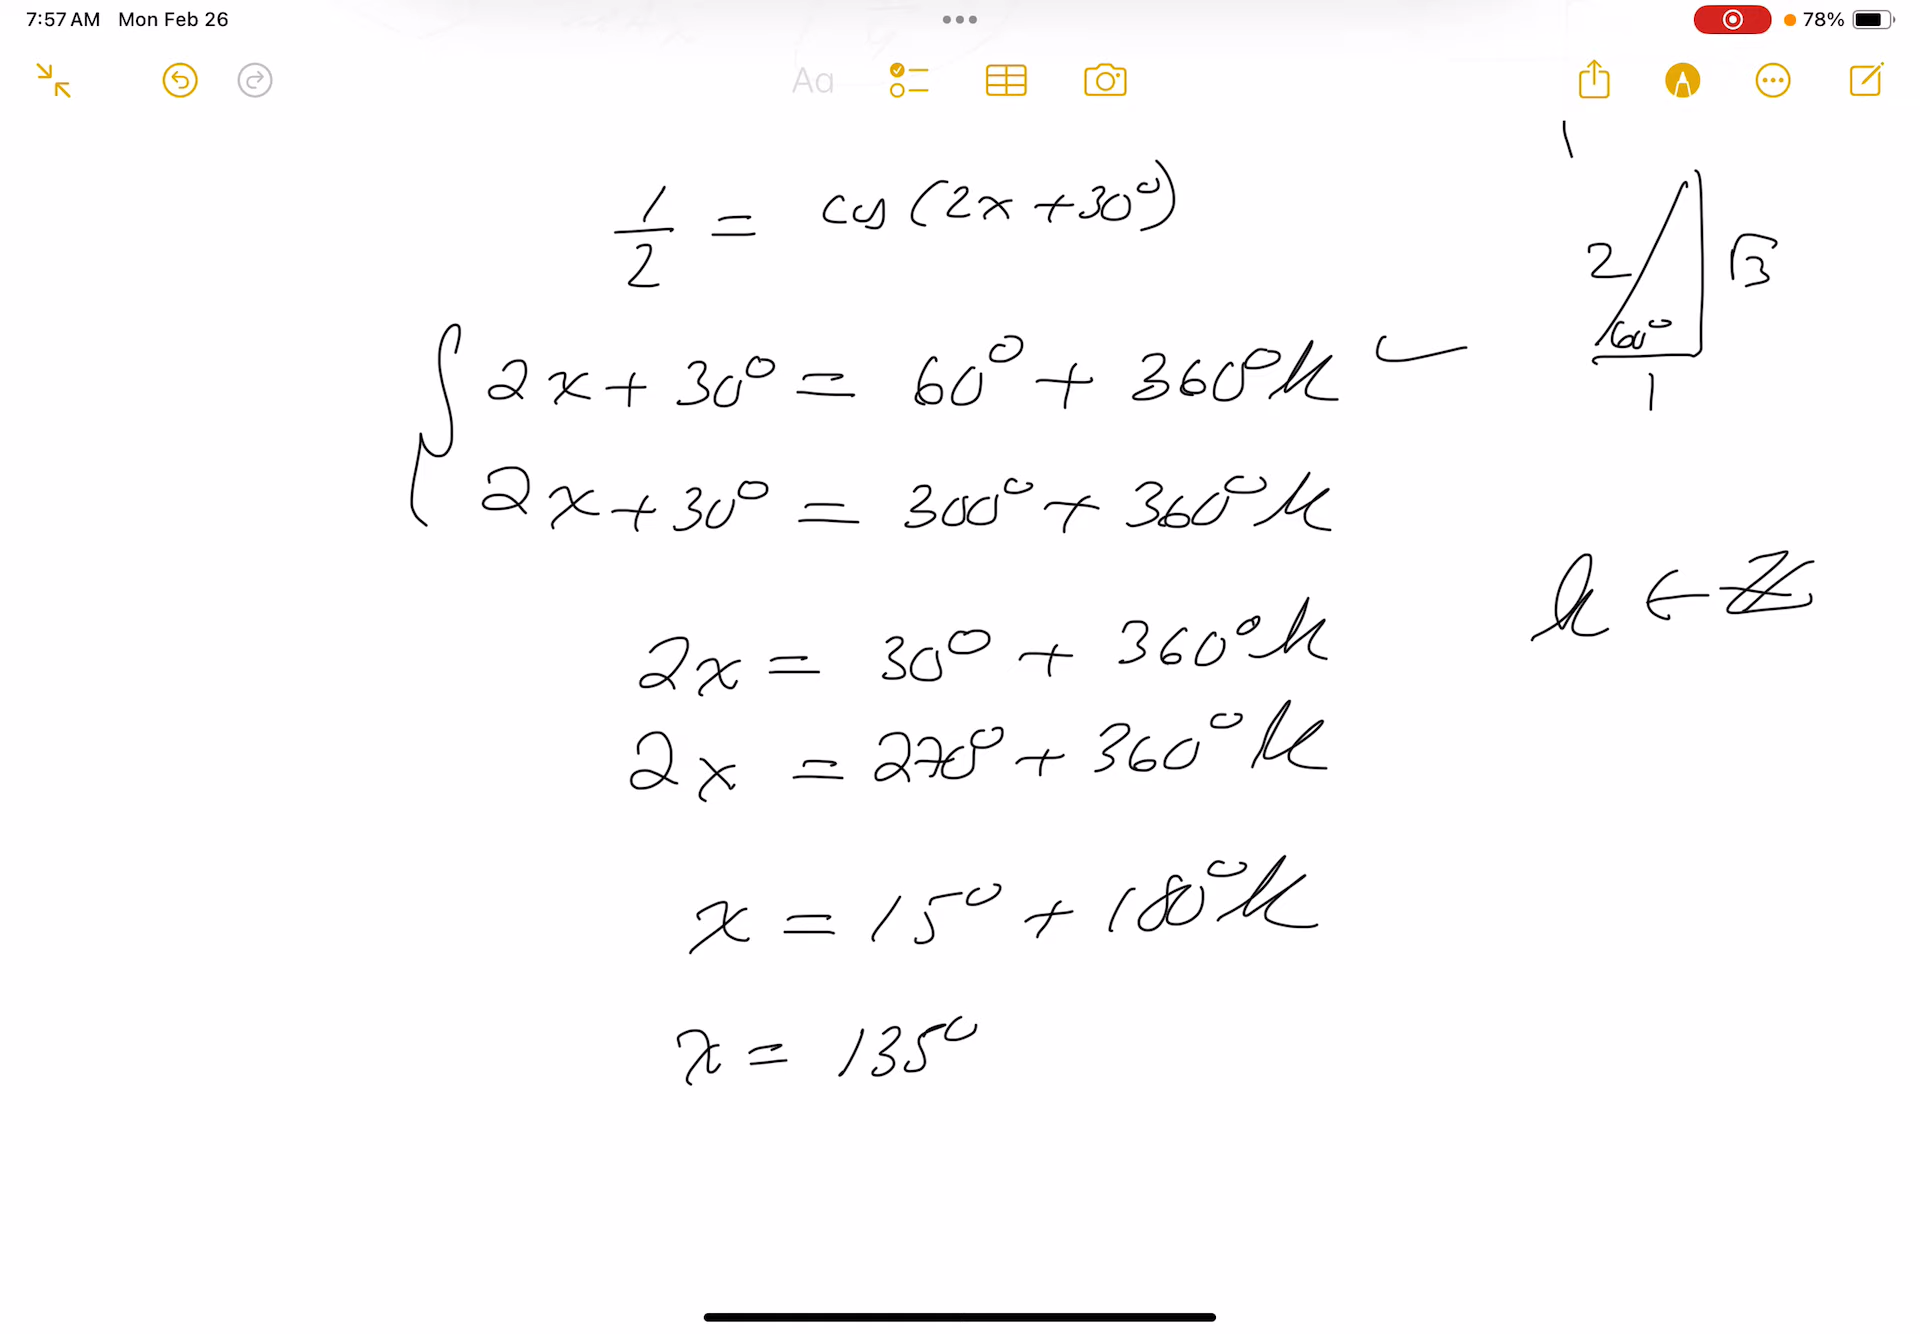 7:57 AM Mon Feb 26
78%
Aa
1/2 = cos (2x + 30°)
2x + 30° = 60° + 360°k
2x + 30° = 300° + 360°k
k ∈ ℤ
2x = 30° + 360°k
2x = 270° + 360°k
x = 15° + 180°k
x = 135°
1
2
√3
60°
1